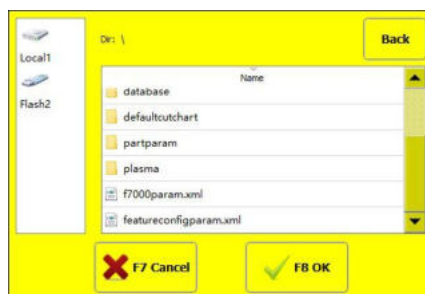 Local1
Flash2
Dir: \
Back
Name
database
defaultcutchart
partparam
plasma
f7000param.xml
featureconfigparam.xml
F7 Cancel
F8 OK